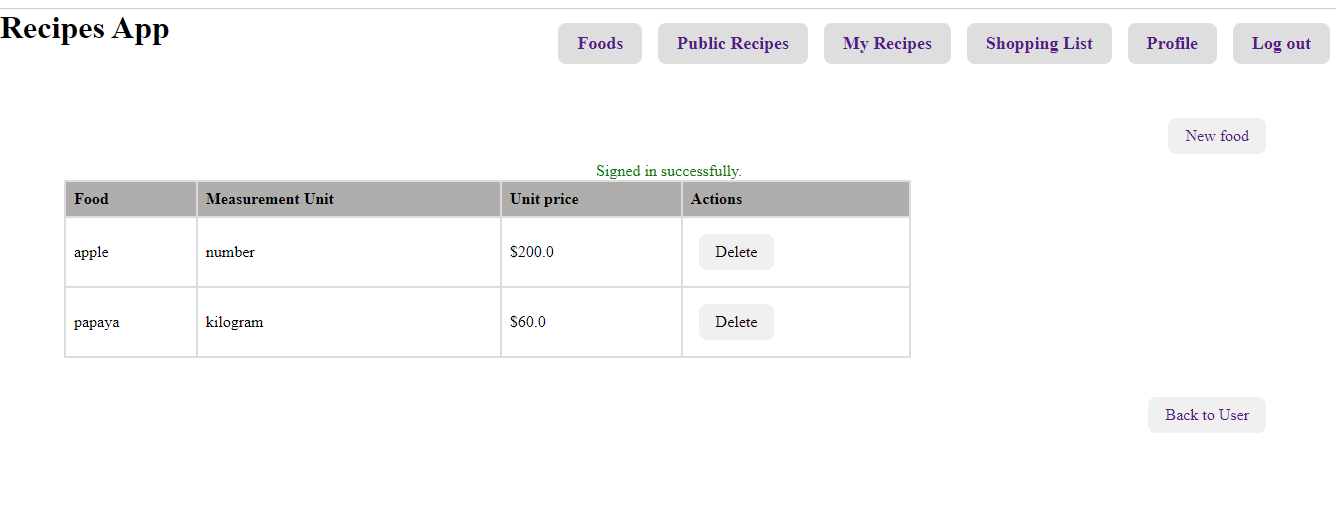 Recipes App
Foods Public Recipes My Recipes Shopping List Profile Log out
New food
Signed in successfully.
Food Measurement Unit Unit price Actions
apple number $200.0 Delete
papaya kilogram $60.0 Delete
Back to User